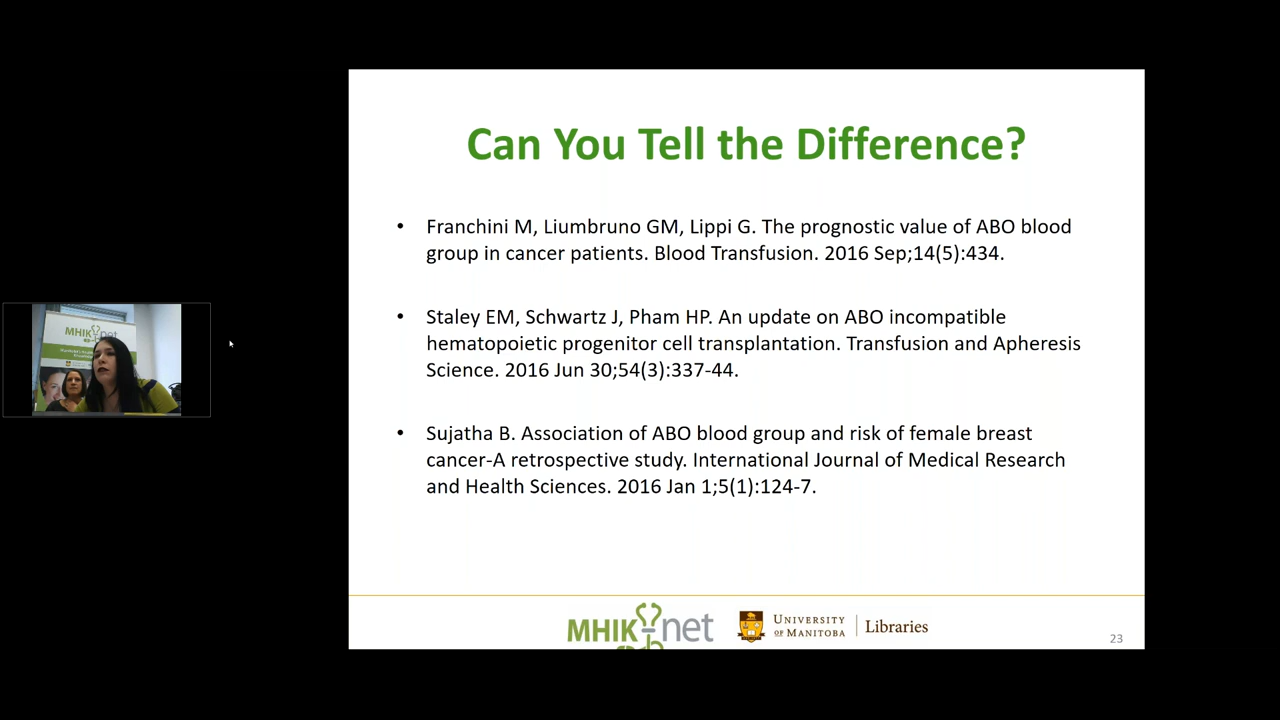 Can You Tell the Difference?
• Franchini M, Liumbruno GM, Lippi G. The prognostic value of ABO blood
group in cancer patients. Blood Transfusion. 2016 Sep;14(5):434.
• Staley EM, Schwartz J, Pham HP. An update on ABO incompatible
hematopoietic progenitor cell transplantation. Transfusion and Apheresis
Science. 2016 Jun 30;54(3):337-44.
• Sujatha B. Association of ABO blood group and risk of female breast
cancer-A retrospective study. International Journal of Medical Research
and Health Sciences. 2016 Jan 1;5(1):124-7.
MHIKnet
MHIKnet
UNIVERSITY
OF MANITOBA
Libraries
23